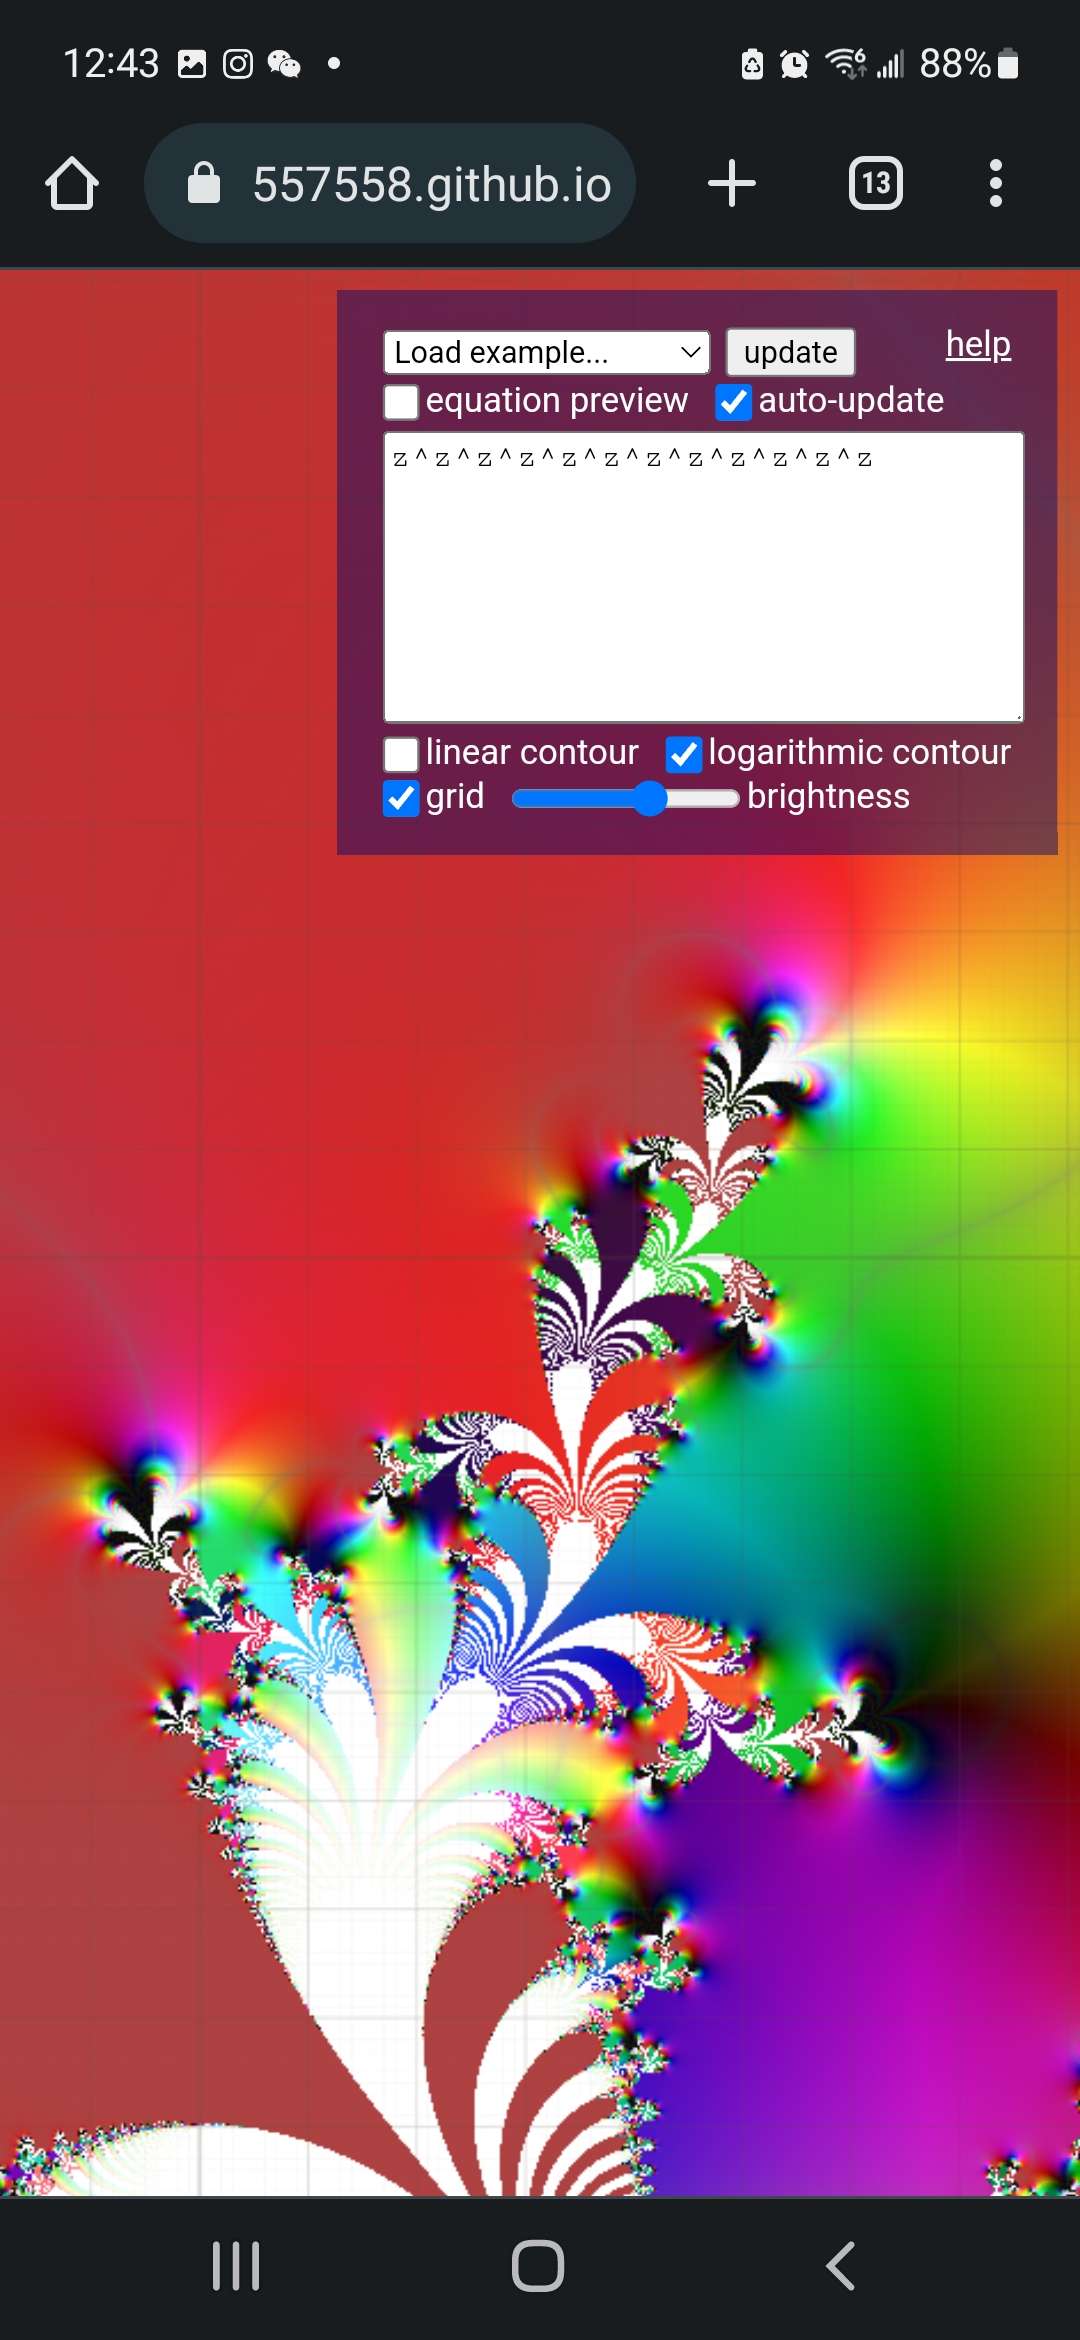 12:43 88%
557558.github.io 13
Load example... update help
equation preview auto-update
z^z^z^z^z^z^z^z^z^z^z^z
linear contour logarithmic contour
grid brightness